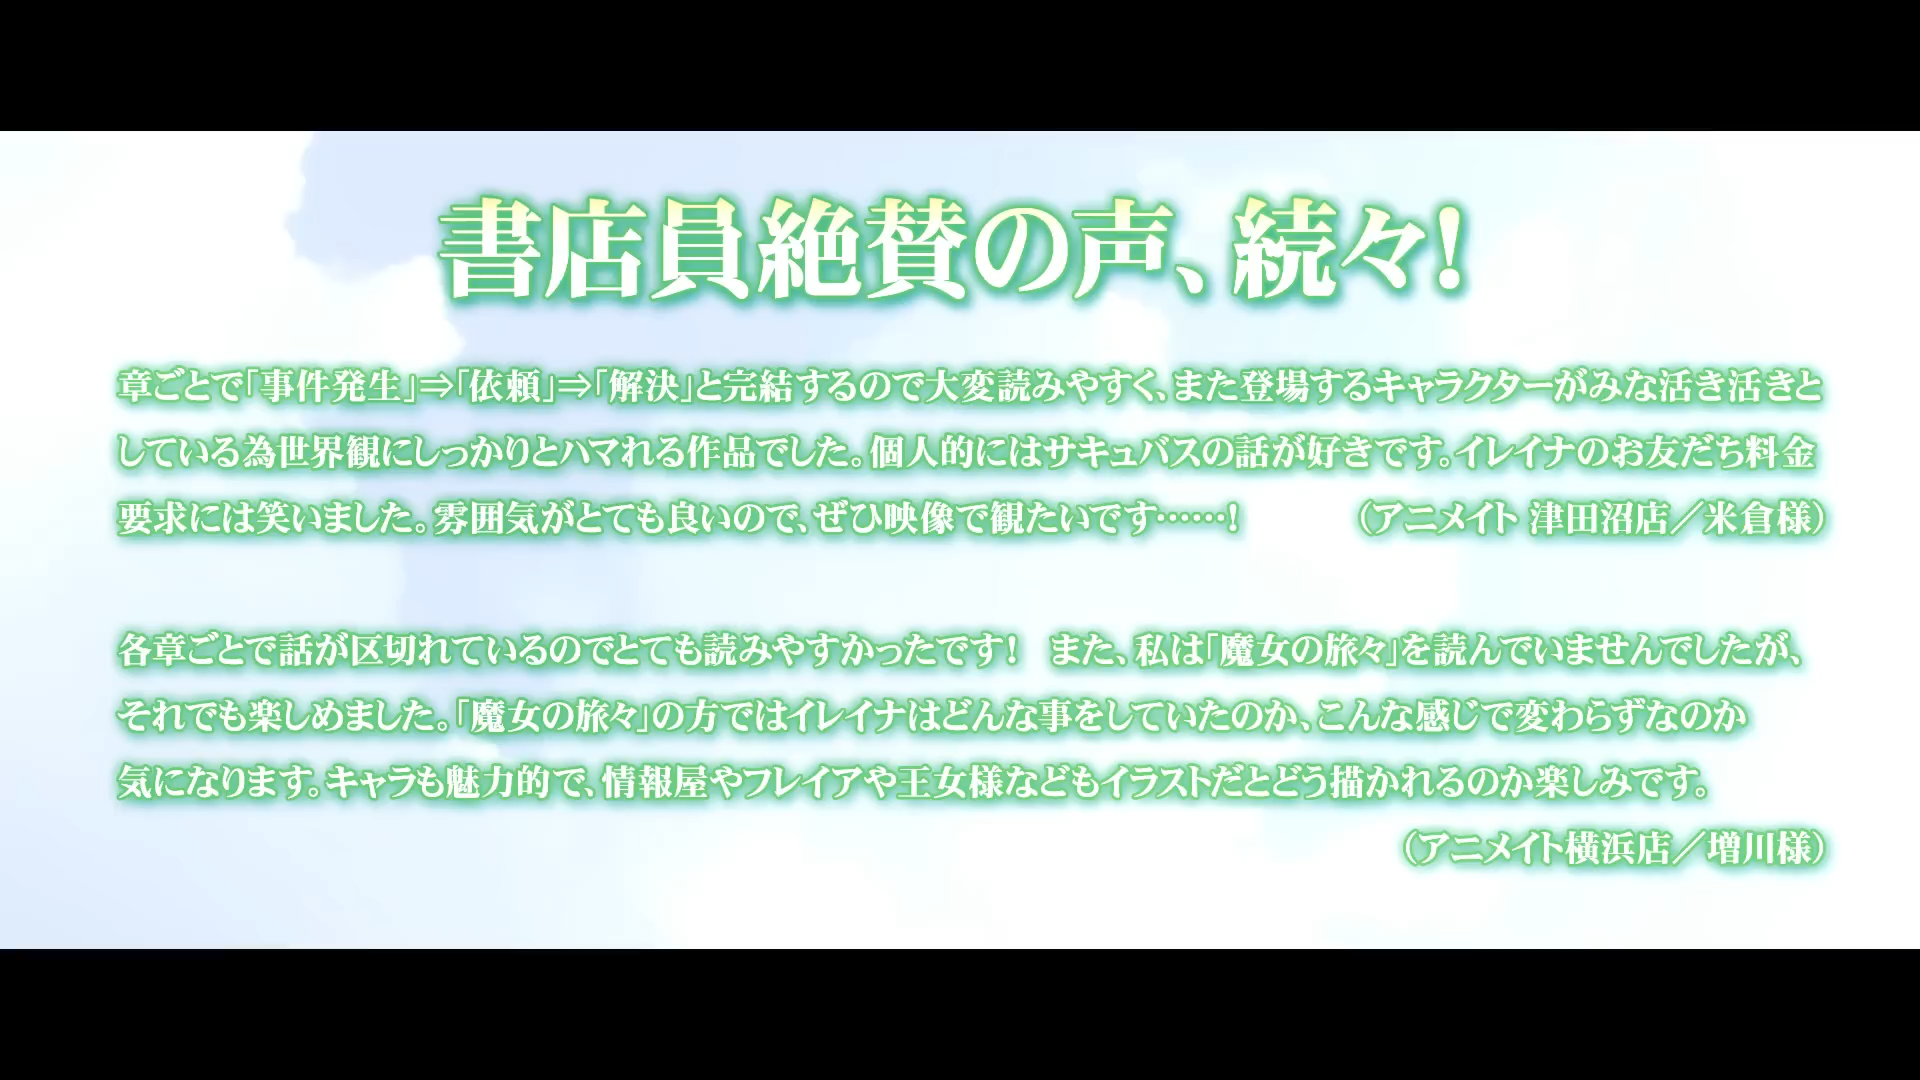 書店員絶賛の声、続々！
章ごとで「事件発生」⇒「依頼」⇒「解決」と完結するので大変読みやすく、また登場するキャラクターがみな活き活きと
している為世界観にしっかりとハマれる作品でした。個人的にはサキュバスの話が好きです。イレイナのお友だち料金
要求には笑いました。雰囲気がとても良いので、ぜひ映像で観たいです……！　（アニメイト 津田沼店／米倉様）
各章ごとで話が区切れているのでとても読みやすかったです！　また、私は「魔女の旅々」を読んでいませんでしたが、
それでも楽しめました。「魔女の旅々」の方ではイレイナはどんな事をしていたのか、こんな感じで変わらずなのか
気になります。キャラも魅力的で、情報屋やフレイアや王女様などもイラストだとどう描かれるのか楽しみです。
（アニメイト横浜店／増川様）